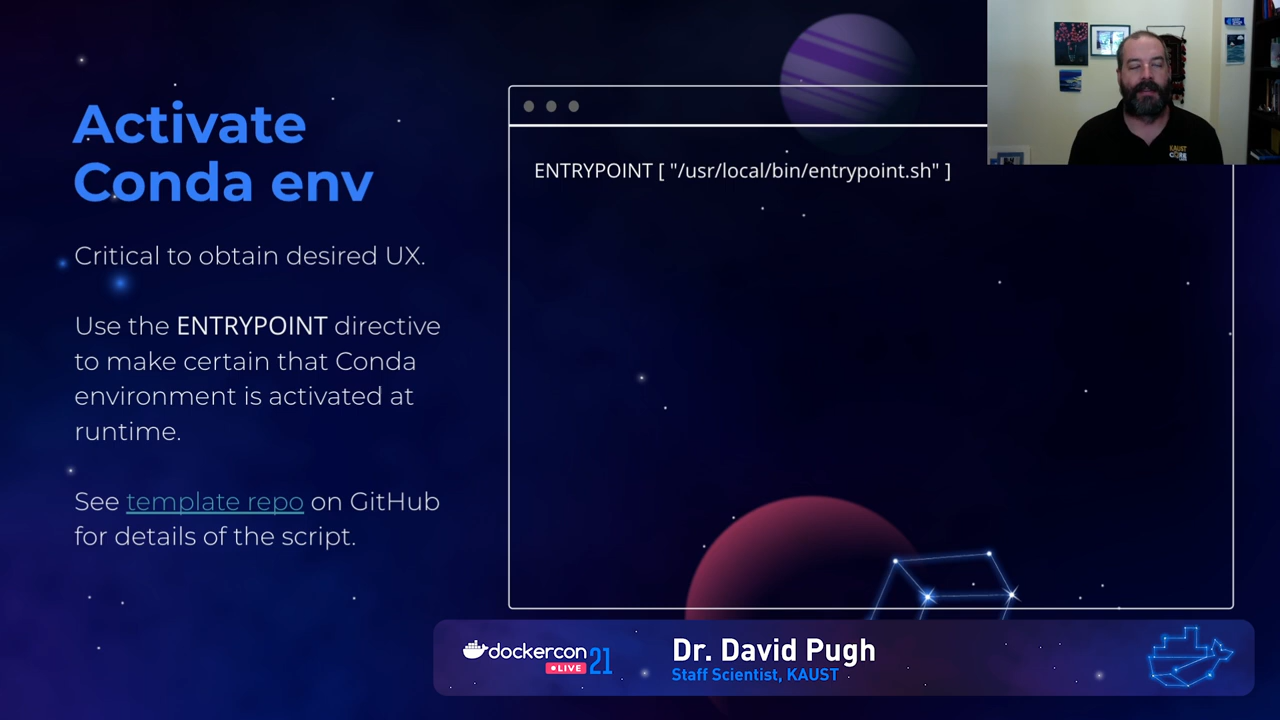 Activate
Conda env
Critical to obtain desired UX.
Use the ENTRYPOINT directive
to make certain that Conda
environment is activated at
runtime.
See template repo on GitHub
for details of the script.
ENTRYPOINT [ "/usr/local/bin/entrypoint.sh" ]
KAUST
CORE
dockercon
LIVE 21
Dr. David Pugh
Staff Scientist, KAUST